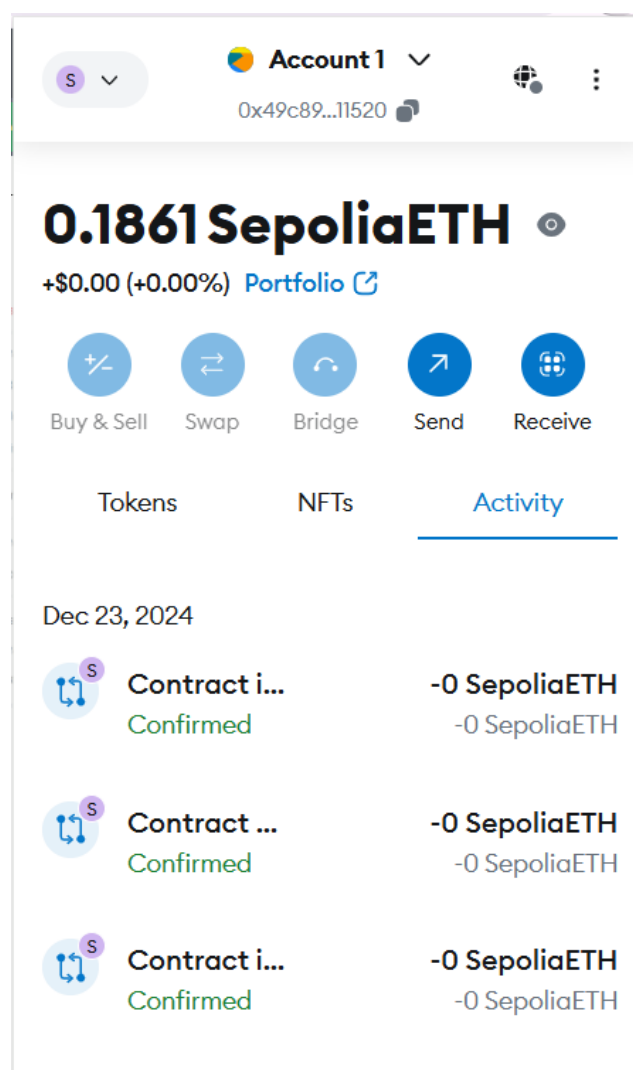 S
Account 1
0x49c89...11520
0.1861 SepoliaETH
+$0.00 (+0.00%) Portfolio
Buy & Sell Swap Bridge Send Receive
Tokens NFTs Activity
Dec 23, 2024
S
Contract i... -0 SepoliaETH
Confirmed -0 SepoliaETH
S
Contract ... -0 SepoliaETH
Confirmed -0 SepoliaETH
S
Contract i... -0 SepoliaETH
Confirmed -0 SepoliaETH